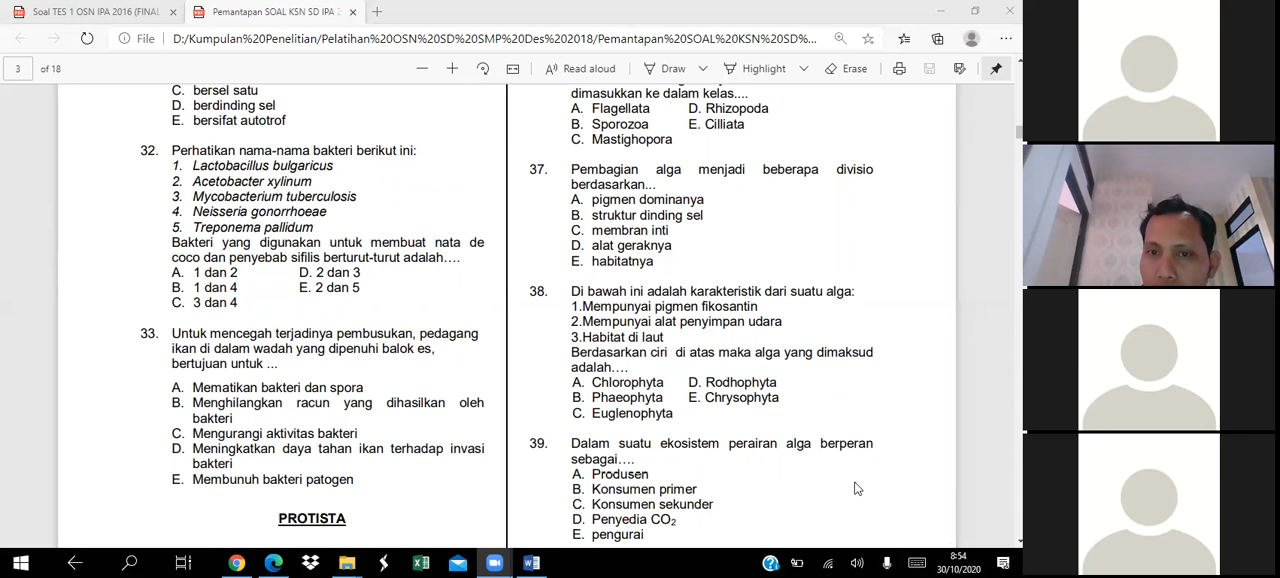 Soal TES 1 OSN IPA 2016 (FINAL
Pemantapan SOAL KSN SD IPA 2
File
D:/Kumpulan%20Penelitian/Pelatihan%20OSN%20SD%20SMP%20Des%202018/Pemantapan%20SOAL%20KSN%20SD%...
3 of 18
Read aloud
Draw
Highlight
Erase
C. bersel satu
D. berdinding sel
E. bersifat autotrof
32. Perhatikan nama-nama bakteri berikut ini:
1. Lactobacillus bulgaricus
2. Acetobacter xylinum
3. Mycobacterium tuberculosis
4. Neisseria gonorrhoeae
5. Treponema pallidum
Bakteri yang digunakan untuk membuat nata de
coco dan penyebab sifilis berturut-turut adalah....
A. 1 dan 2 D. 2 dan 3
B. 1 dan 4 E. 2 dan 5
C. 3 dan 4
33. Untuk mencegah terjadinya pembusukan, pedagang
ikan di dalam wadah yang dipenuhi balok es,
bertujuan untuk ...
A. Mematikan bakteri dan spora
B. Menghilangkan racun yang dihasilkan oleh
bakteri
C. Mengurangi aktivitas bakteri
D. Meningkatkan daya tahan ikan terhadap invasi
bakteri
E. Membunuh bakteri patogen
PROTISTA
dimasukkan ke dalam kelas....
A. Flagellata D. Rhizopoda
B. Sporozoa E. Cilliata
C. Mastighopora
37. Pembagian alga menjadi beberapa divisio
berdasarkan...
A. pigmen dominanya
B. struktur dinding sel
C. membran inti
D. alat geraknya
E. habitatnya
38. Di bawah ini adalah karakteristik dari suatu alga:
1.Mempunyai pigmen fikosantin
2.Mempunyai alat penyimpan udara
3.Habitat di laut
Berdasarkan ciri di atas maka alga yang dimaksud
adalah....
A. Chlorophyta D. Rodhophyta
B. Phaeophyta E. Chrysophyta
C. Euglenophyta
39. Dalam suatu ekosistem perairan alga berperan
sebagai....
A. Produsen
B. Konsumen primer
C. Konsumen sekunder
D. Penyedia CO₂
E. pengurai
8:54
30/10/2020